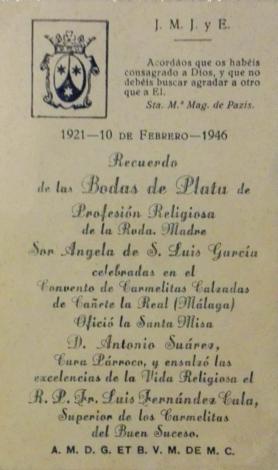 J. M. J. y E.
Acordáos que os habéis
consagrado a Dios, y que no
debéis buscar agradar a otro
que a El.
Sta. M.ª Mag. de Pazis.
1921—10 DE FEBRERO—1946
Recuerdo
de las Bodas de Plata de
Profesión Religiosa
de la Rvda. Madre
Sor Angela de S. Luis García
celebradas en el
Convento de Carmelitas Calzadas
de Cañete la Real (Málaga)
Ofició la Santa Misa
D. Antonio Suárez,
Cura Párroco, y ensalzó las
excelencias de la Vida Religiosa el
R. P. Fr. Luis Fernández Cala,
Superior de los Carmelitas
del Buen Suceso.
A. M. D. G. ET B. V. M. DE M. C.